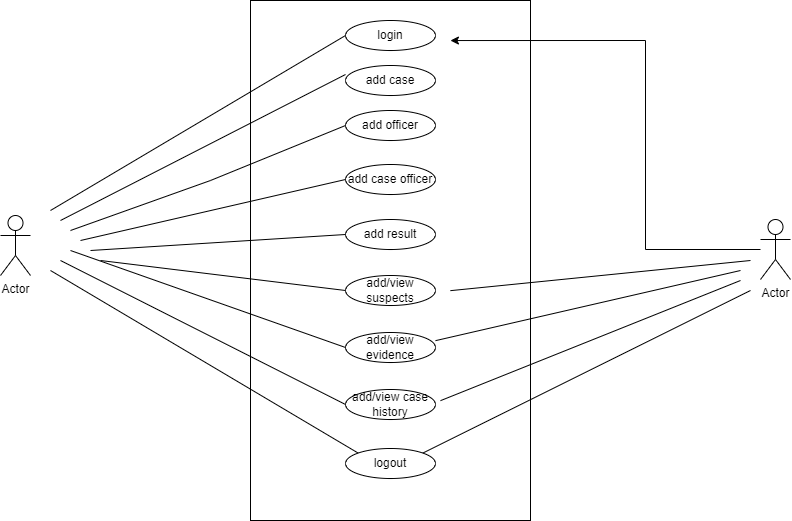 login
add case
add officer
add case officer
add result
add/view
suspects
Actor
Actor
add/view
evidence
add/view case
history
logout